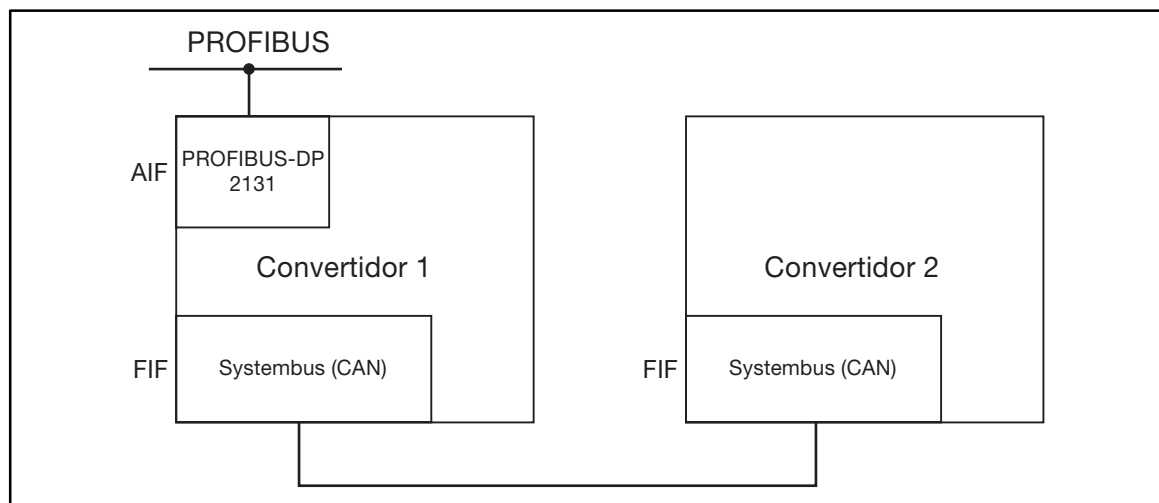 PROFIBUS
AIF
PROFIBUS-DP
2131
Convertidor 1
Convertidor 2
FIF
Systembus (CAN)
FIF
Systembus (CAN)